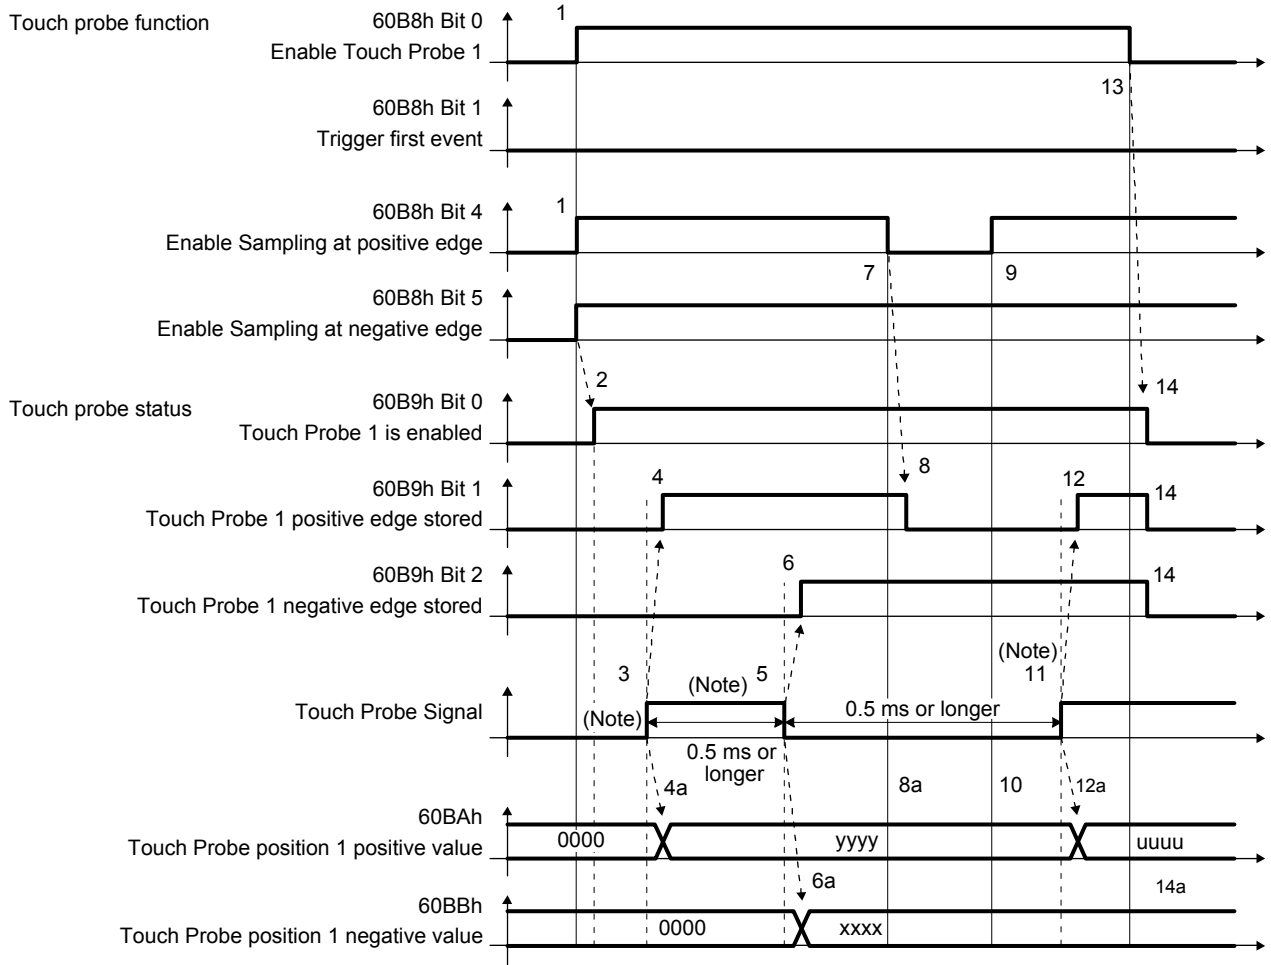 Touch probe function
60B8h Bit 0
Enable Touch Probe 1
1
13
60B8h Bit 1
Trigger first event
60B8h Bit 4
Enable Sampling at positive edge
1
7
9
60B8h Bit 5
Enable Sampling at negative edge
2
Touch probe status
60B9h Bit 0
Touch Probe 1 is enabled
14
60B9h Bit 1
Touch Probe 1 positive edge stored
4
8
12
14
60B9h Bit 2
Touch Probe 1 negative edge stored
6
14
Touch Probe Signal
3
(Note)
(Note)
5
(Note)
11
0.5 ms or
longer
0.5 ms or longer
4a
8a
10
12a
60BAh
Touch Probe position 1 positive value
0000
yyyy
uuuu
6a
14a
60BBh
Touch Probe position 1 negative value
0000
xxxx